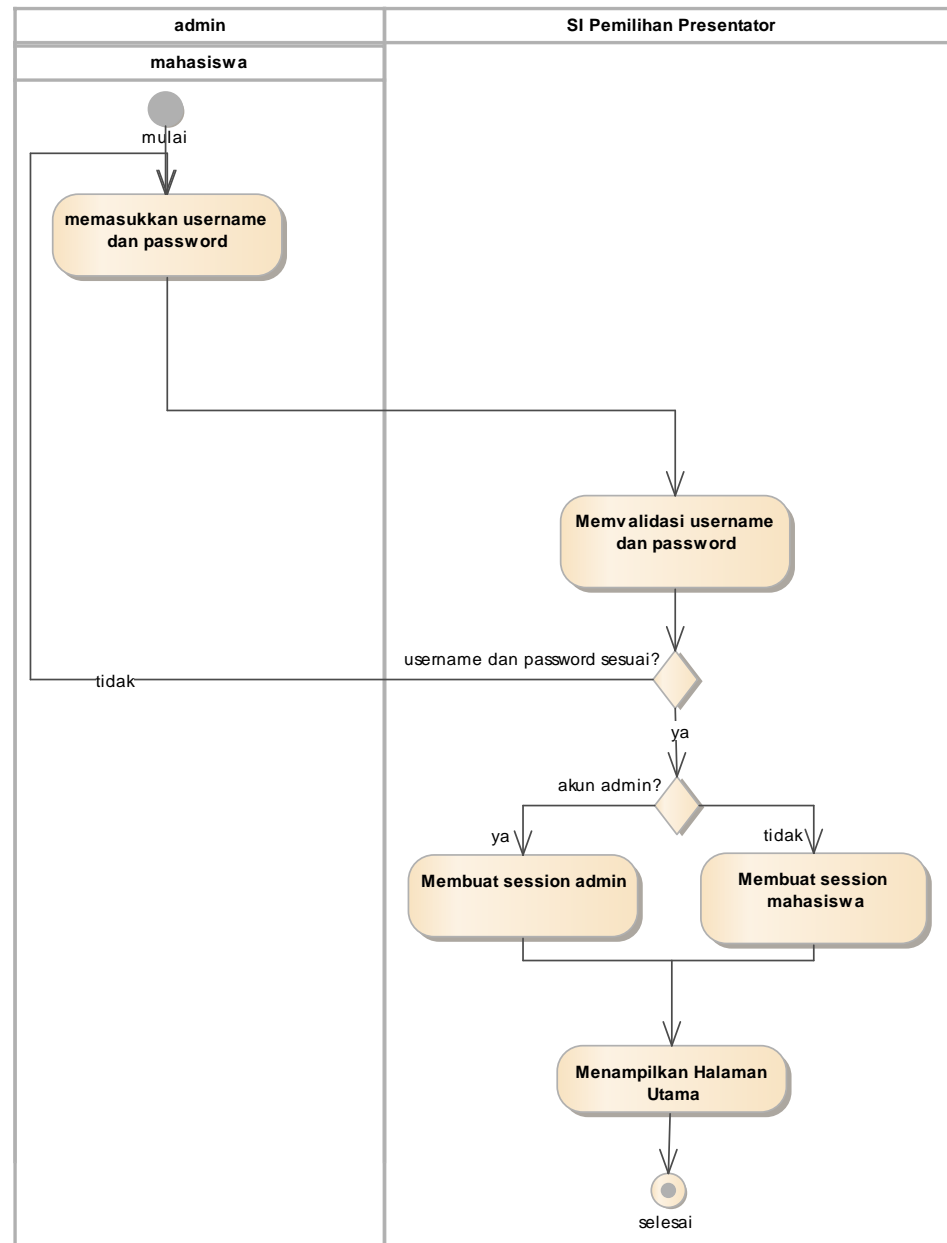 admin
SI Pemilihan Presentator
mahasiswa
mulai
memasukkan username
dan password
Memvalidasi username
dan password
username dan password sesuai?
tidak
ya
akun admin?
ya
tidak
Membuat session admin
Membuat session
mahasiswa
Menampilkan Halaman
Utama
selesai